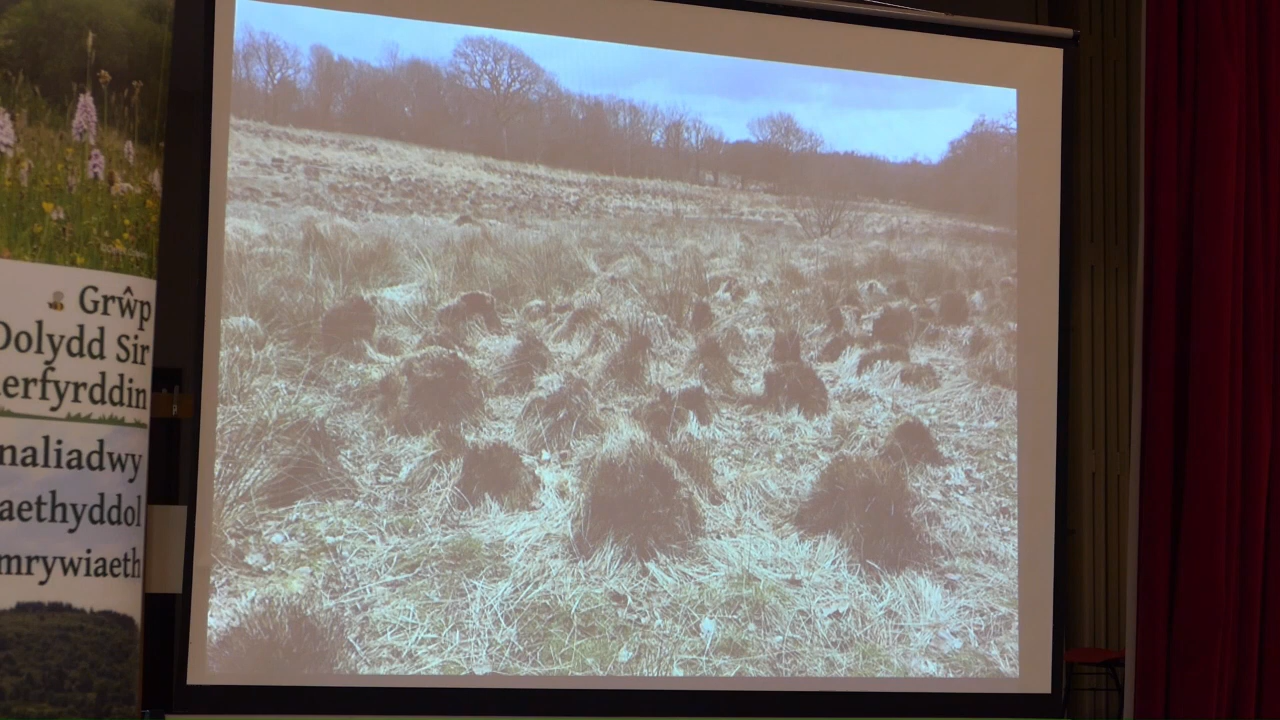 Grŵp
Dolydd Sir
erfyrddin
naliadwy
aethyddol
mrywiaeth